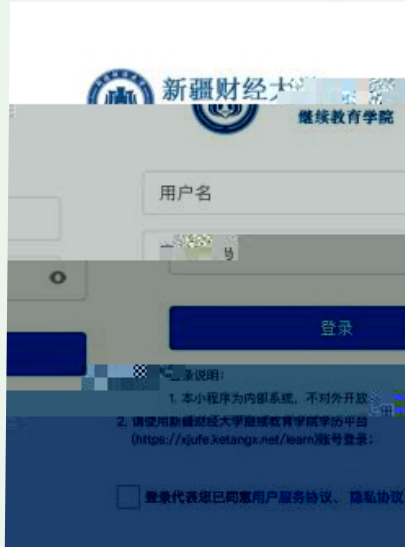 新疆财经大
继续教育学院
用户名
登录
录说明:
1. 本小程序为内部系统, 不对外开放
2. 请使用新疆财经大学继续教育学院学历平台
(https://xjufe.ketangx.net/learn)账号登录;
登录代表您已同意用户服务协议、隐私协议